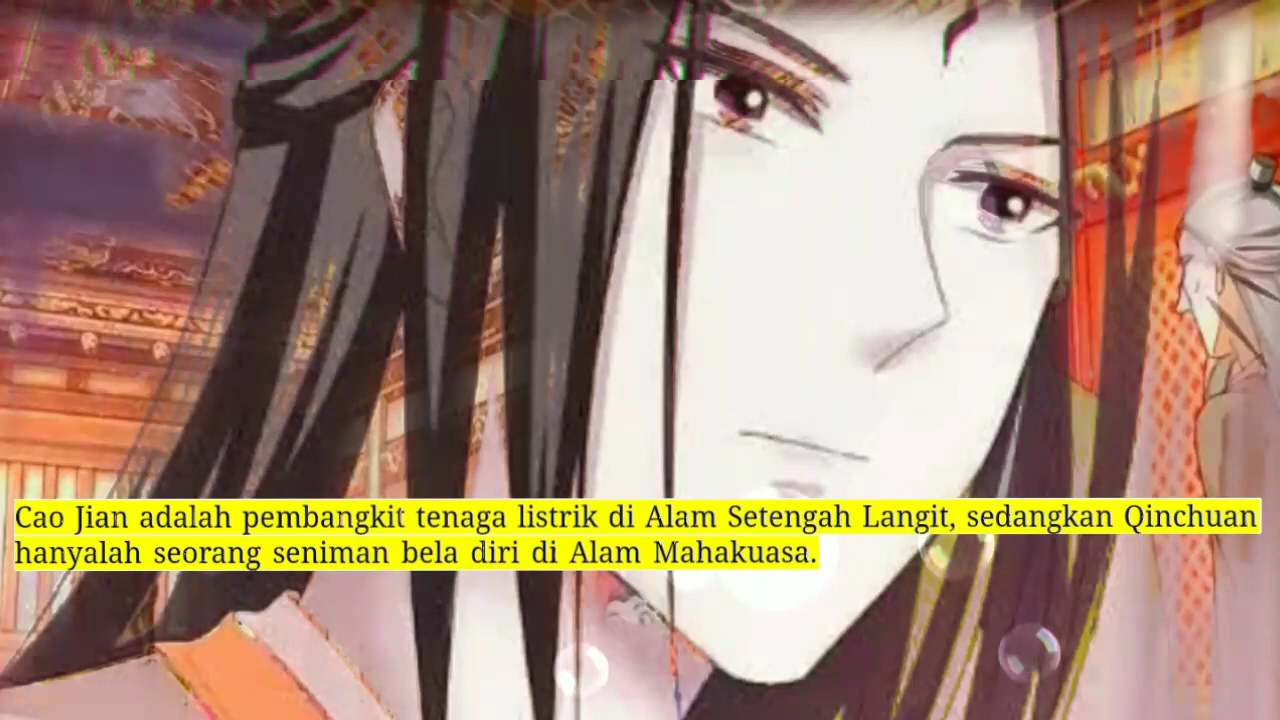 Cao Jian adalah pembangkit tenaga listrik di Alam Setengah Langit, sedangkan Qinchuan
hanyalah seorang seniman bela diri di Alam Mahakuasa.